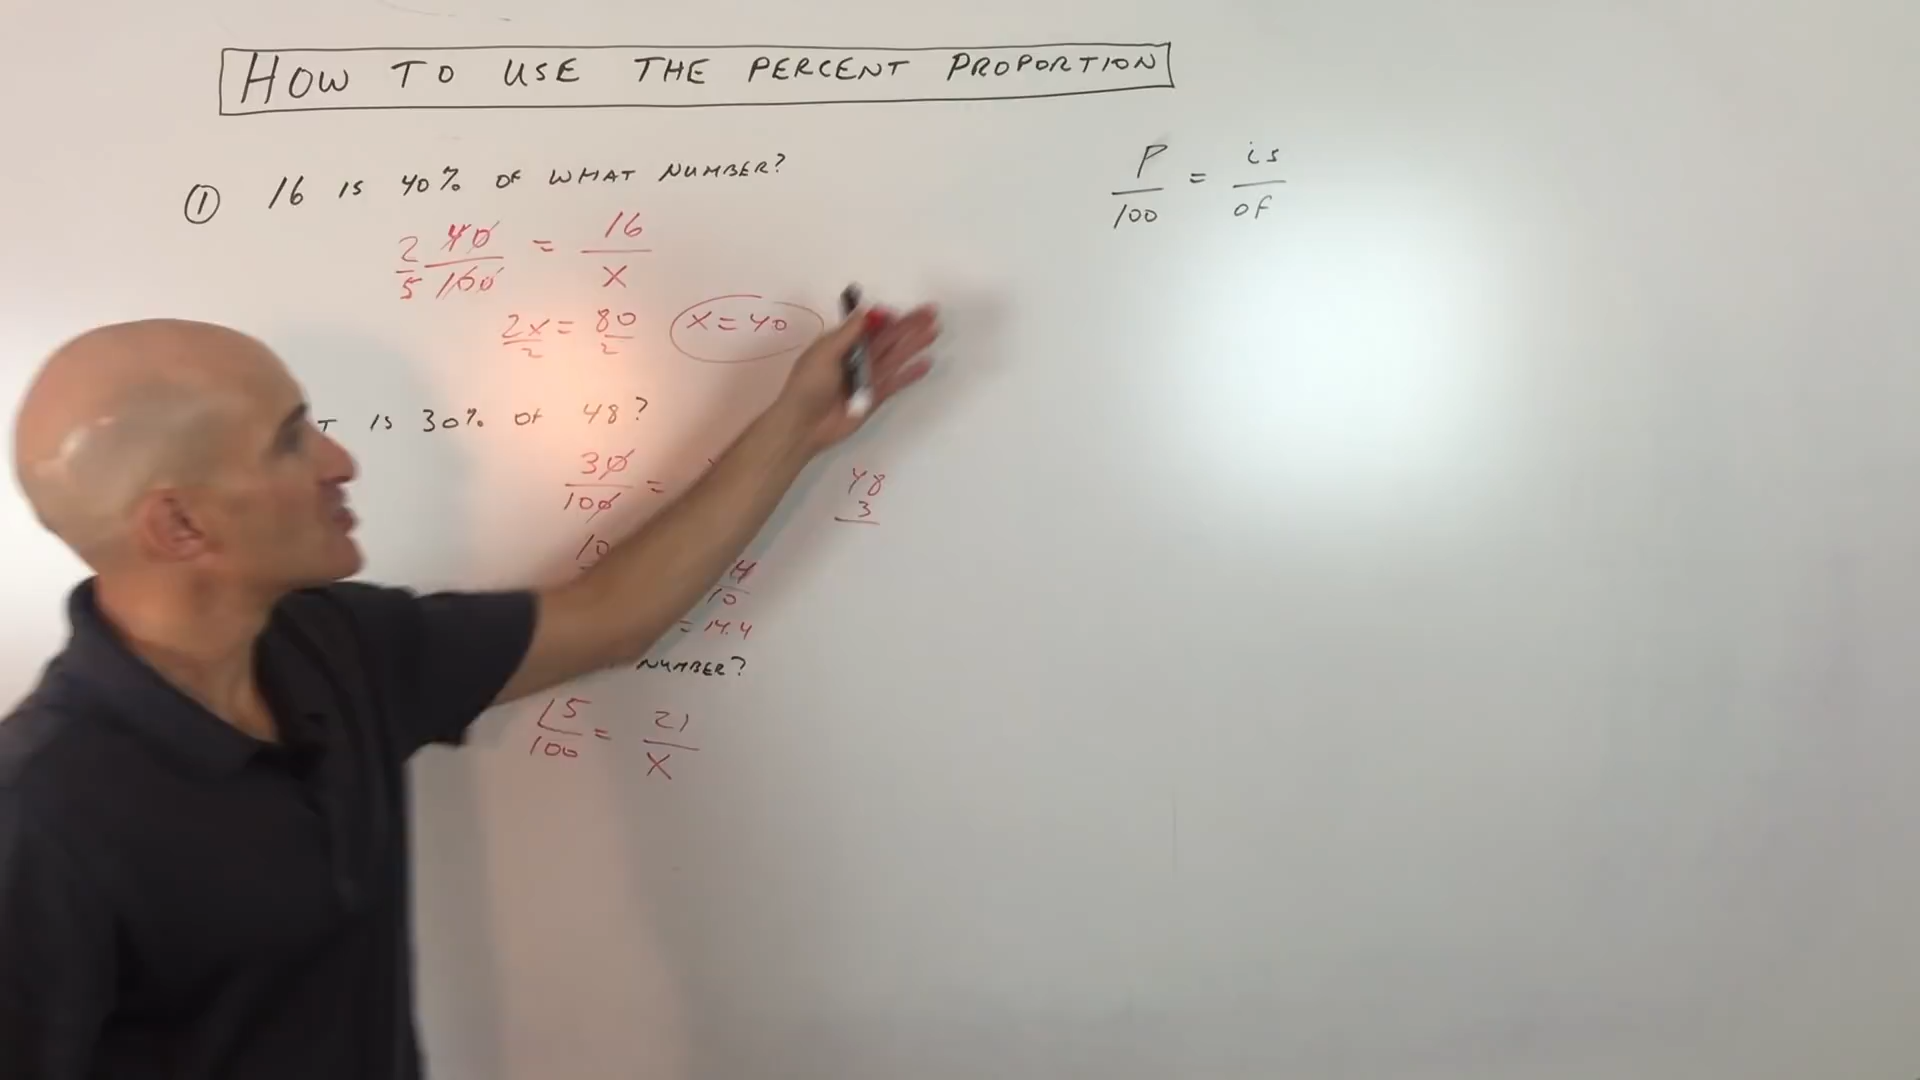 HOW TO USE THE PERCENT PROPORTION
P/100 = is/of
① 16 IS 40% OF WHAT NUMBER?
2/5 40/100 = 16/X
2X/2 = 80/2 X = 40
IS 30% OF 48?
30/100 =
48
3
10
10
= 14.4
NUMBER?
15/100 = 21/X